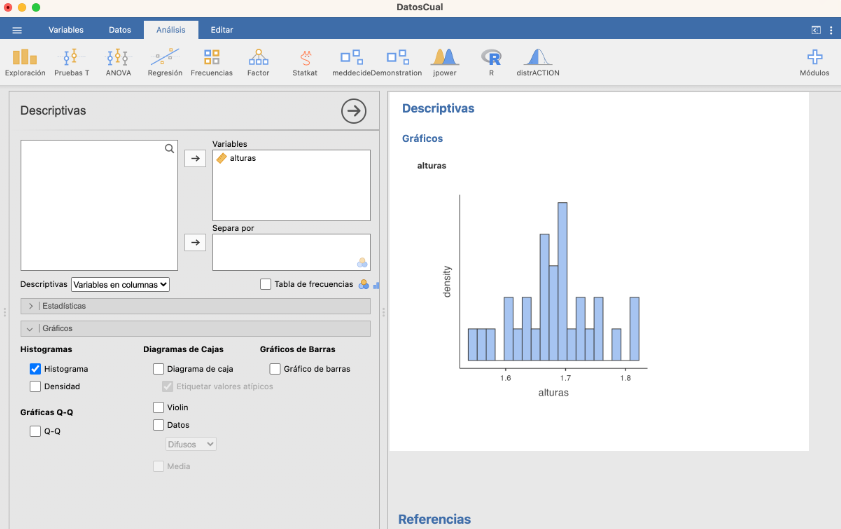 DatosCual
Variables Datos Análisis Editar
Exploración Pruebas T ANOVA Regresión Frecuencias Factor Statkat meddecide Demonstration jpower R distrACTION Módulos
Descriptivas
Variables
alturas
Separa por
Descriptivas Variables en columnas Tabla de frecuencias
Estadísticas
Gráficos
Histogramas Diagramas de Cajas Gráficos de Barras
Histograma Diagrama de caja Gráfico de barras
Densidad Etiquetar valores atípicos
Violin
Gráficas Q-Q Datos
Q-Q Difusos
Media
Descriptivas
Gráficos
alturas
density
1.6 1.7 1.8
alturas
Referencias